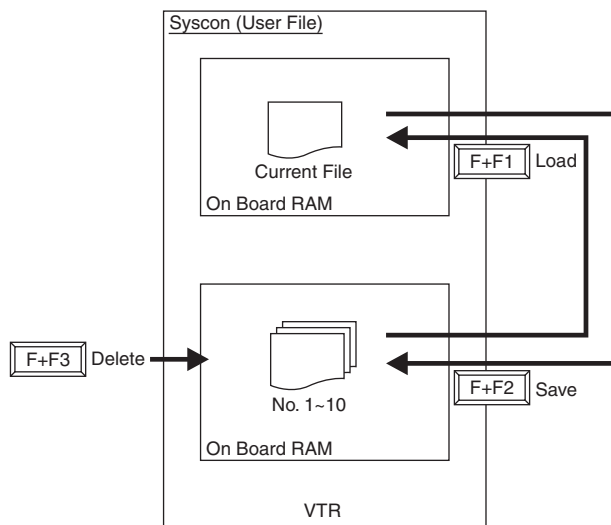 Syscon (User File)
Current File
On Board RAM
F+F1 Load
F+F3 Delete
No. 1~10
F+F2 Save
On Board RAM
VTR